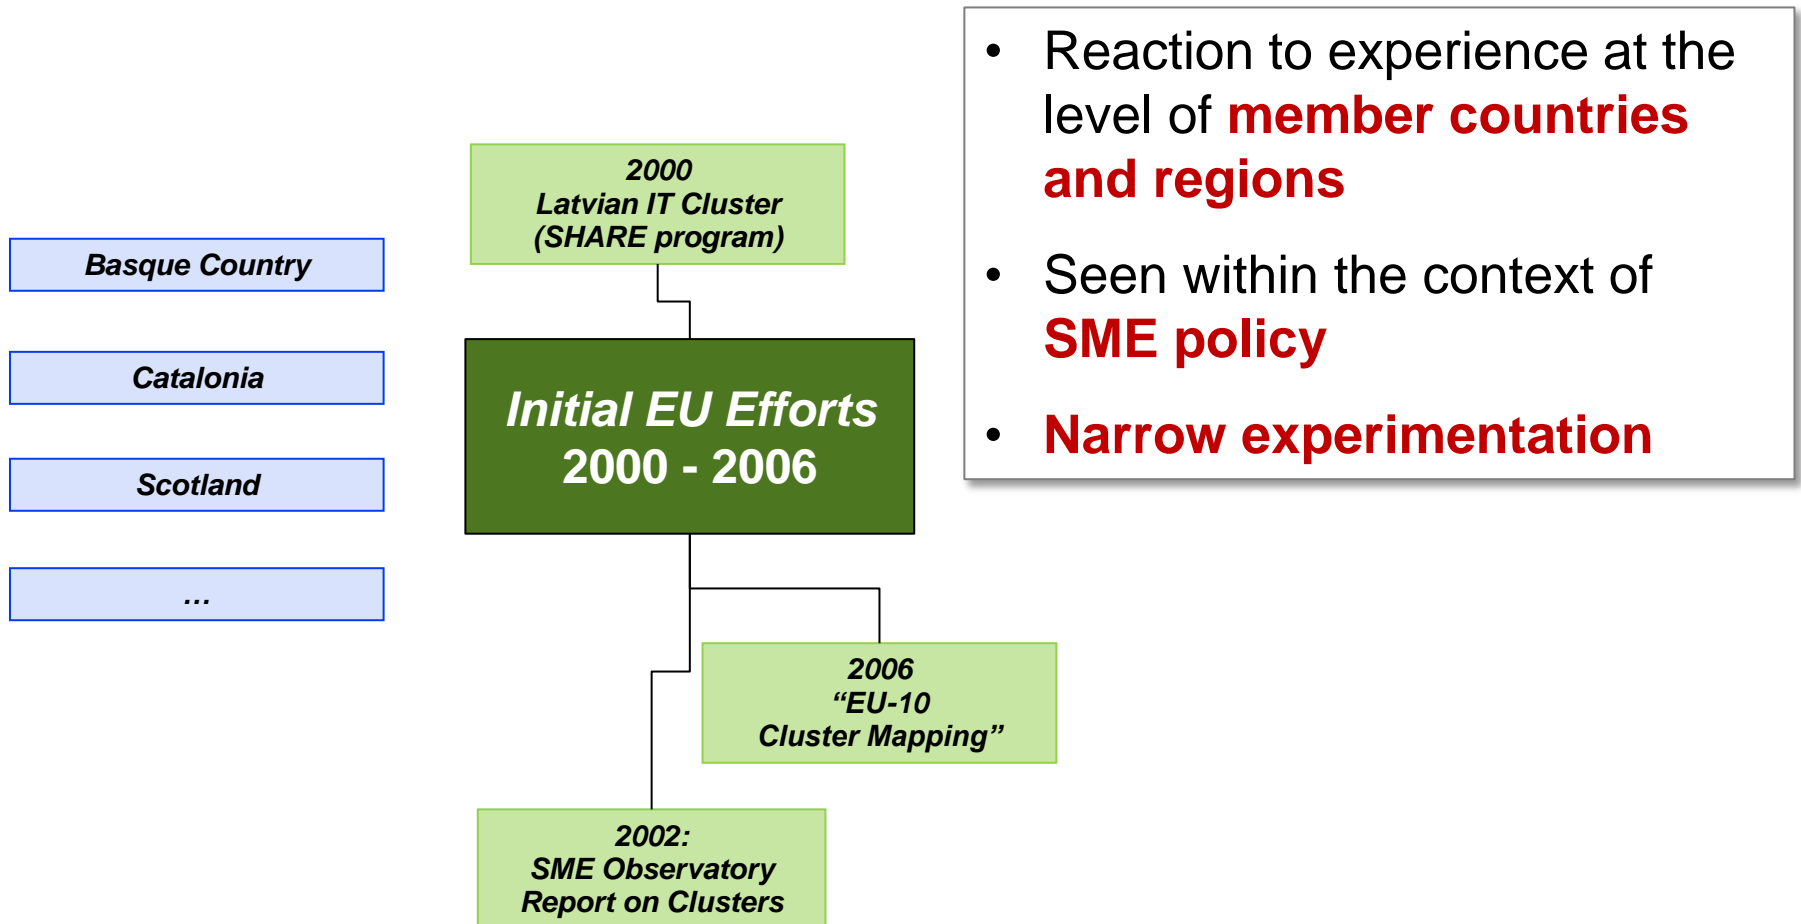 Basque Country
Catalonia
Scotland
…
2000
Latvian IT Cluster
(SHARE program)
Initial EU Efforts
2000 - 2006
2006
“EU-10
Cluster Mapping”
2002:
SME Observatory
Report on Clusters
• Reaction to experience at the
level of member countries
and regions
• Seen within the context of
SME policy
• Narrow experimentation